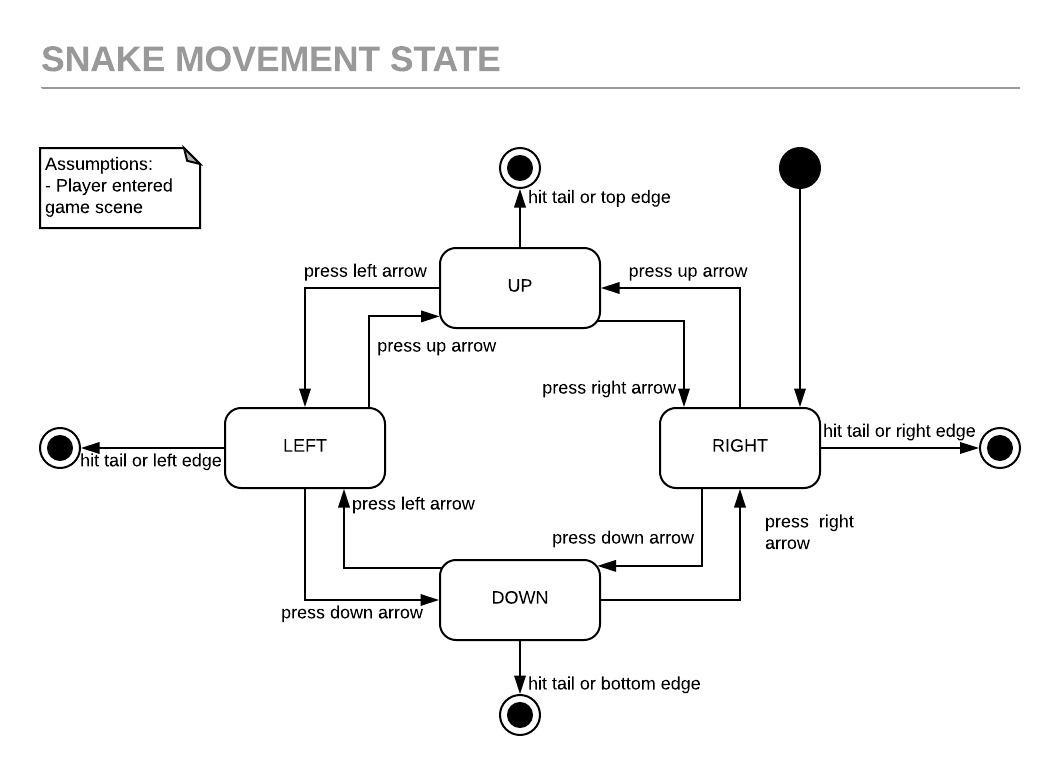 SNAKE MOVEMENT STATE
Assumptions:
- Player entered
game scene
hit tail or top edge
press left arrow
UP
press up arrow
press up arrow
press right arrow
LEFT
RIGHT
hit tail or right edge
hit tail or left edge
press left arrow
press  right
arrow
press down arrow
DOWN
press down arrow
hit tail or bottom edge